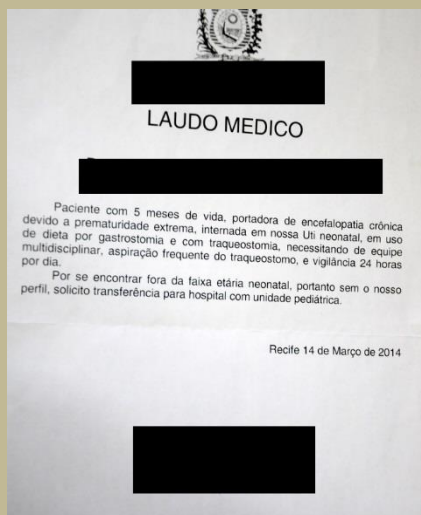 LAUDO MEDICO
Paciente com 5 meses de vida, portadora de encefalopatia crônica
devido a prematuridade extrema, internada em nossa Uti neonatal, em uso
de dieta por gastrostomia e com traqueostomia, necessitando de equipe
multidisciplinar, aspiração frequente do traqueostomo, e vigilância 24 horas
por dia.
Por se encontrar fora da faixa etária neonatal, portanto sem o nosso
perfil, solicito transferência para hospital com unidade pediátrica.
Recife 14 de Março de 2014